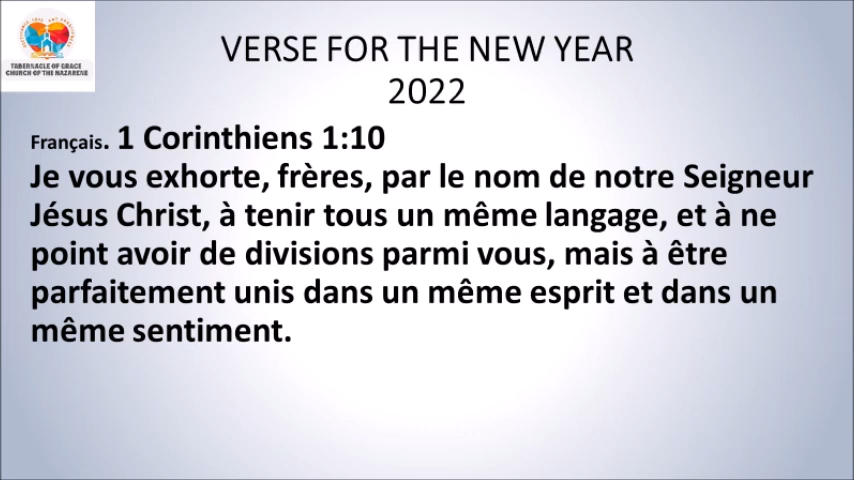 TABERNACLE OF GRACE
CHURCH OF THE NAZARENE
VERSE FOR THE NEW YEAR
2022
Français. 1 Corinthiens 1:10
Je vous exhorte, frères, par le nom de notre Seigneur
Jésus Christ, à tenir tous un même langage, et à ne
point avoir de divisions parmi vous, mais à être
parfaitement unis dans un même esprit et dans un
même sentiment.